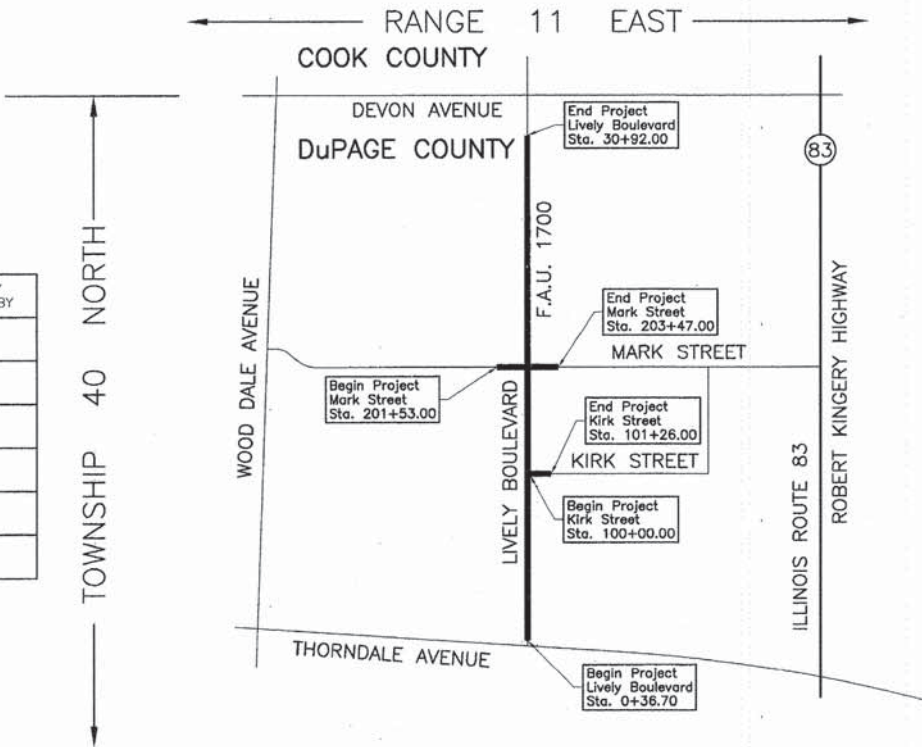 RANGE 11 EAST
COOK COUNTY
DEVON AVENUE
DuPAGE COUNTY
End Project
Lively Boulevard
Sta. 30+92.00
83
TOWNSHIP 40 NORTH
BY
WOOD DALE AVENUE
F.A.U. 1700
End Project
Mark Street
Sta. 203+47.00
MARK STREET
Begin Project
Mark Street
Sta. 201+53.00
LIVELY BOULEVARD
End Project
Kirk Street
Sta. 101+26.00
KIRK STREET
Begin Project
Kirk Street
Sta. 100+00.00
ILLINOIS ROUTE 83
ROBERT KINGERY HIGHWAY
THORNDALE AVENUE
Begin Project
Lively Boulevard
Sta. 0+36.70